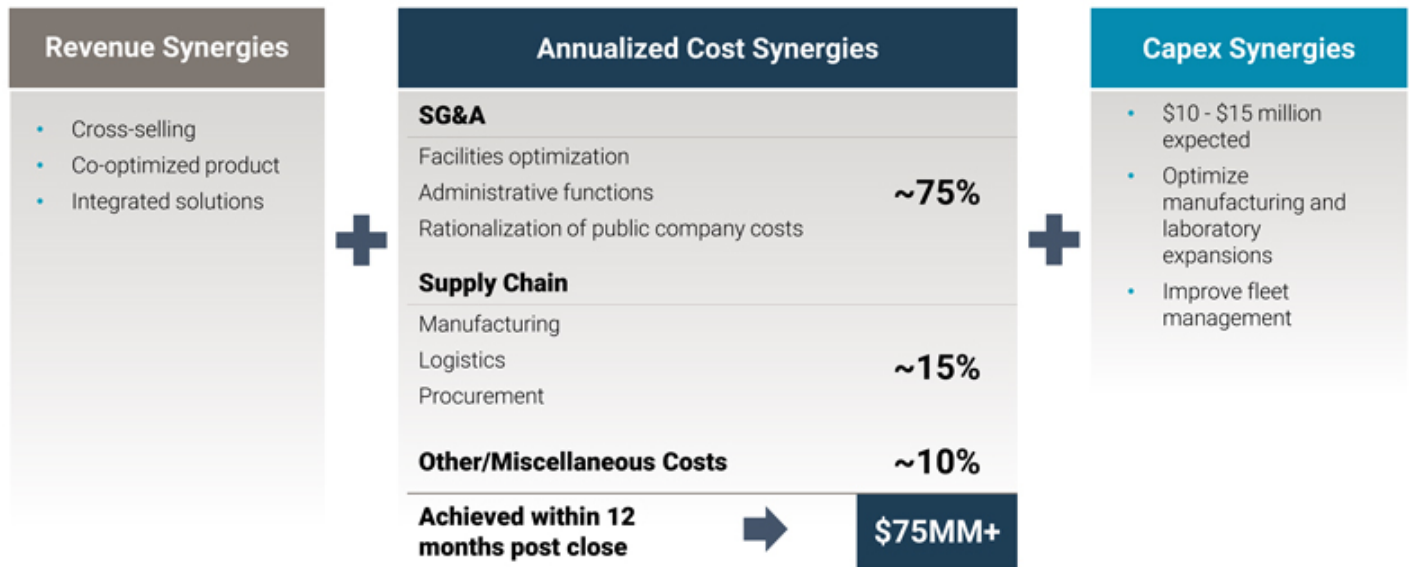 Revenue Synergies
• Cross-selling
• Co-optimized product
• Integrated solutions
Annualized Cost Synergies
SG&A
Facilities optimization
Administrative functions
Rationalization of public company costs
~75%
Supply Chain
Manufacturing
Logistics
Procurement
~15%
Other/Miscellaneous Costs
~10%
Achieved within 12
months post close
$75MM+
Capex Synergies
• $10 - $15 million
expected
• Optimize
manufacturing and
laboratory
expansions
• Improve fleet
management